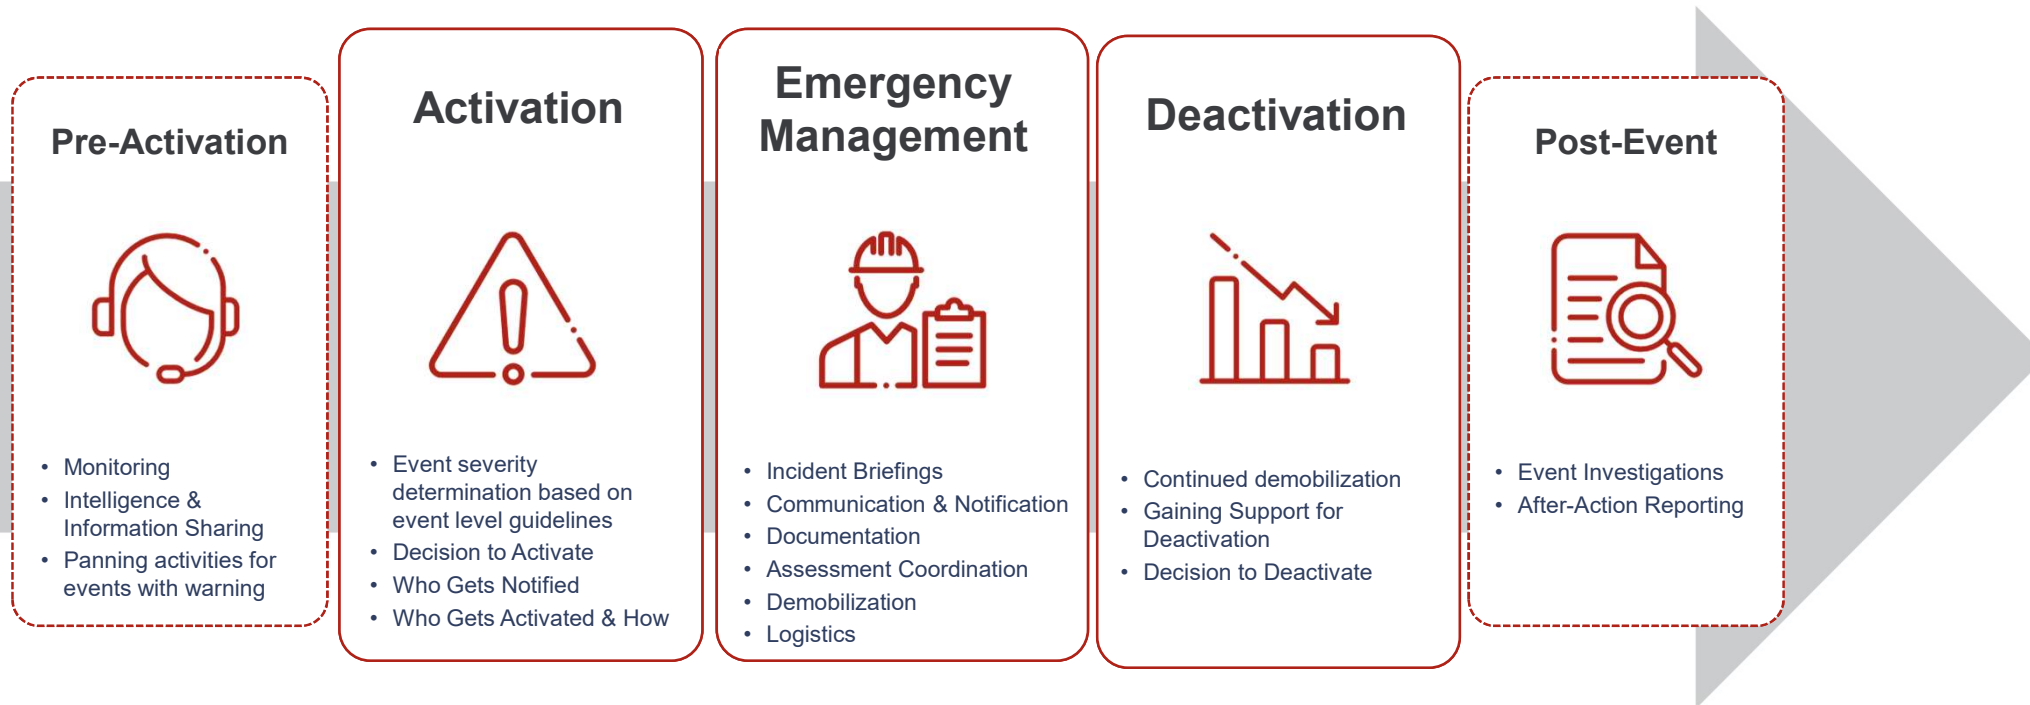 Pre-Activation
• Monitoring
• Intelligence &
Information Sharing
• Panning activities for
events with warning
Activation
• Event severity
determination based on
event level guidelines
• Decision to Activate
• Who Gets Notified
• Who Gets Activated & How
Emergency
Management
• Incident Briefings
• Communication & Notification
• Documentation
• Assessment Coordination
• Demobilization
• Logistics
Deactivation
• Continued demobilization
• Gaining Support for
Deactivation
• Decision to Deactivate
Post-Event
• Event Investigations
• After-Action Reporting